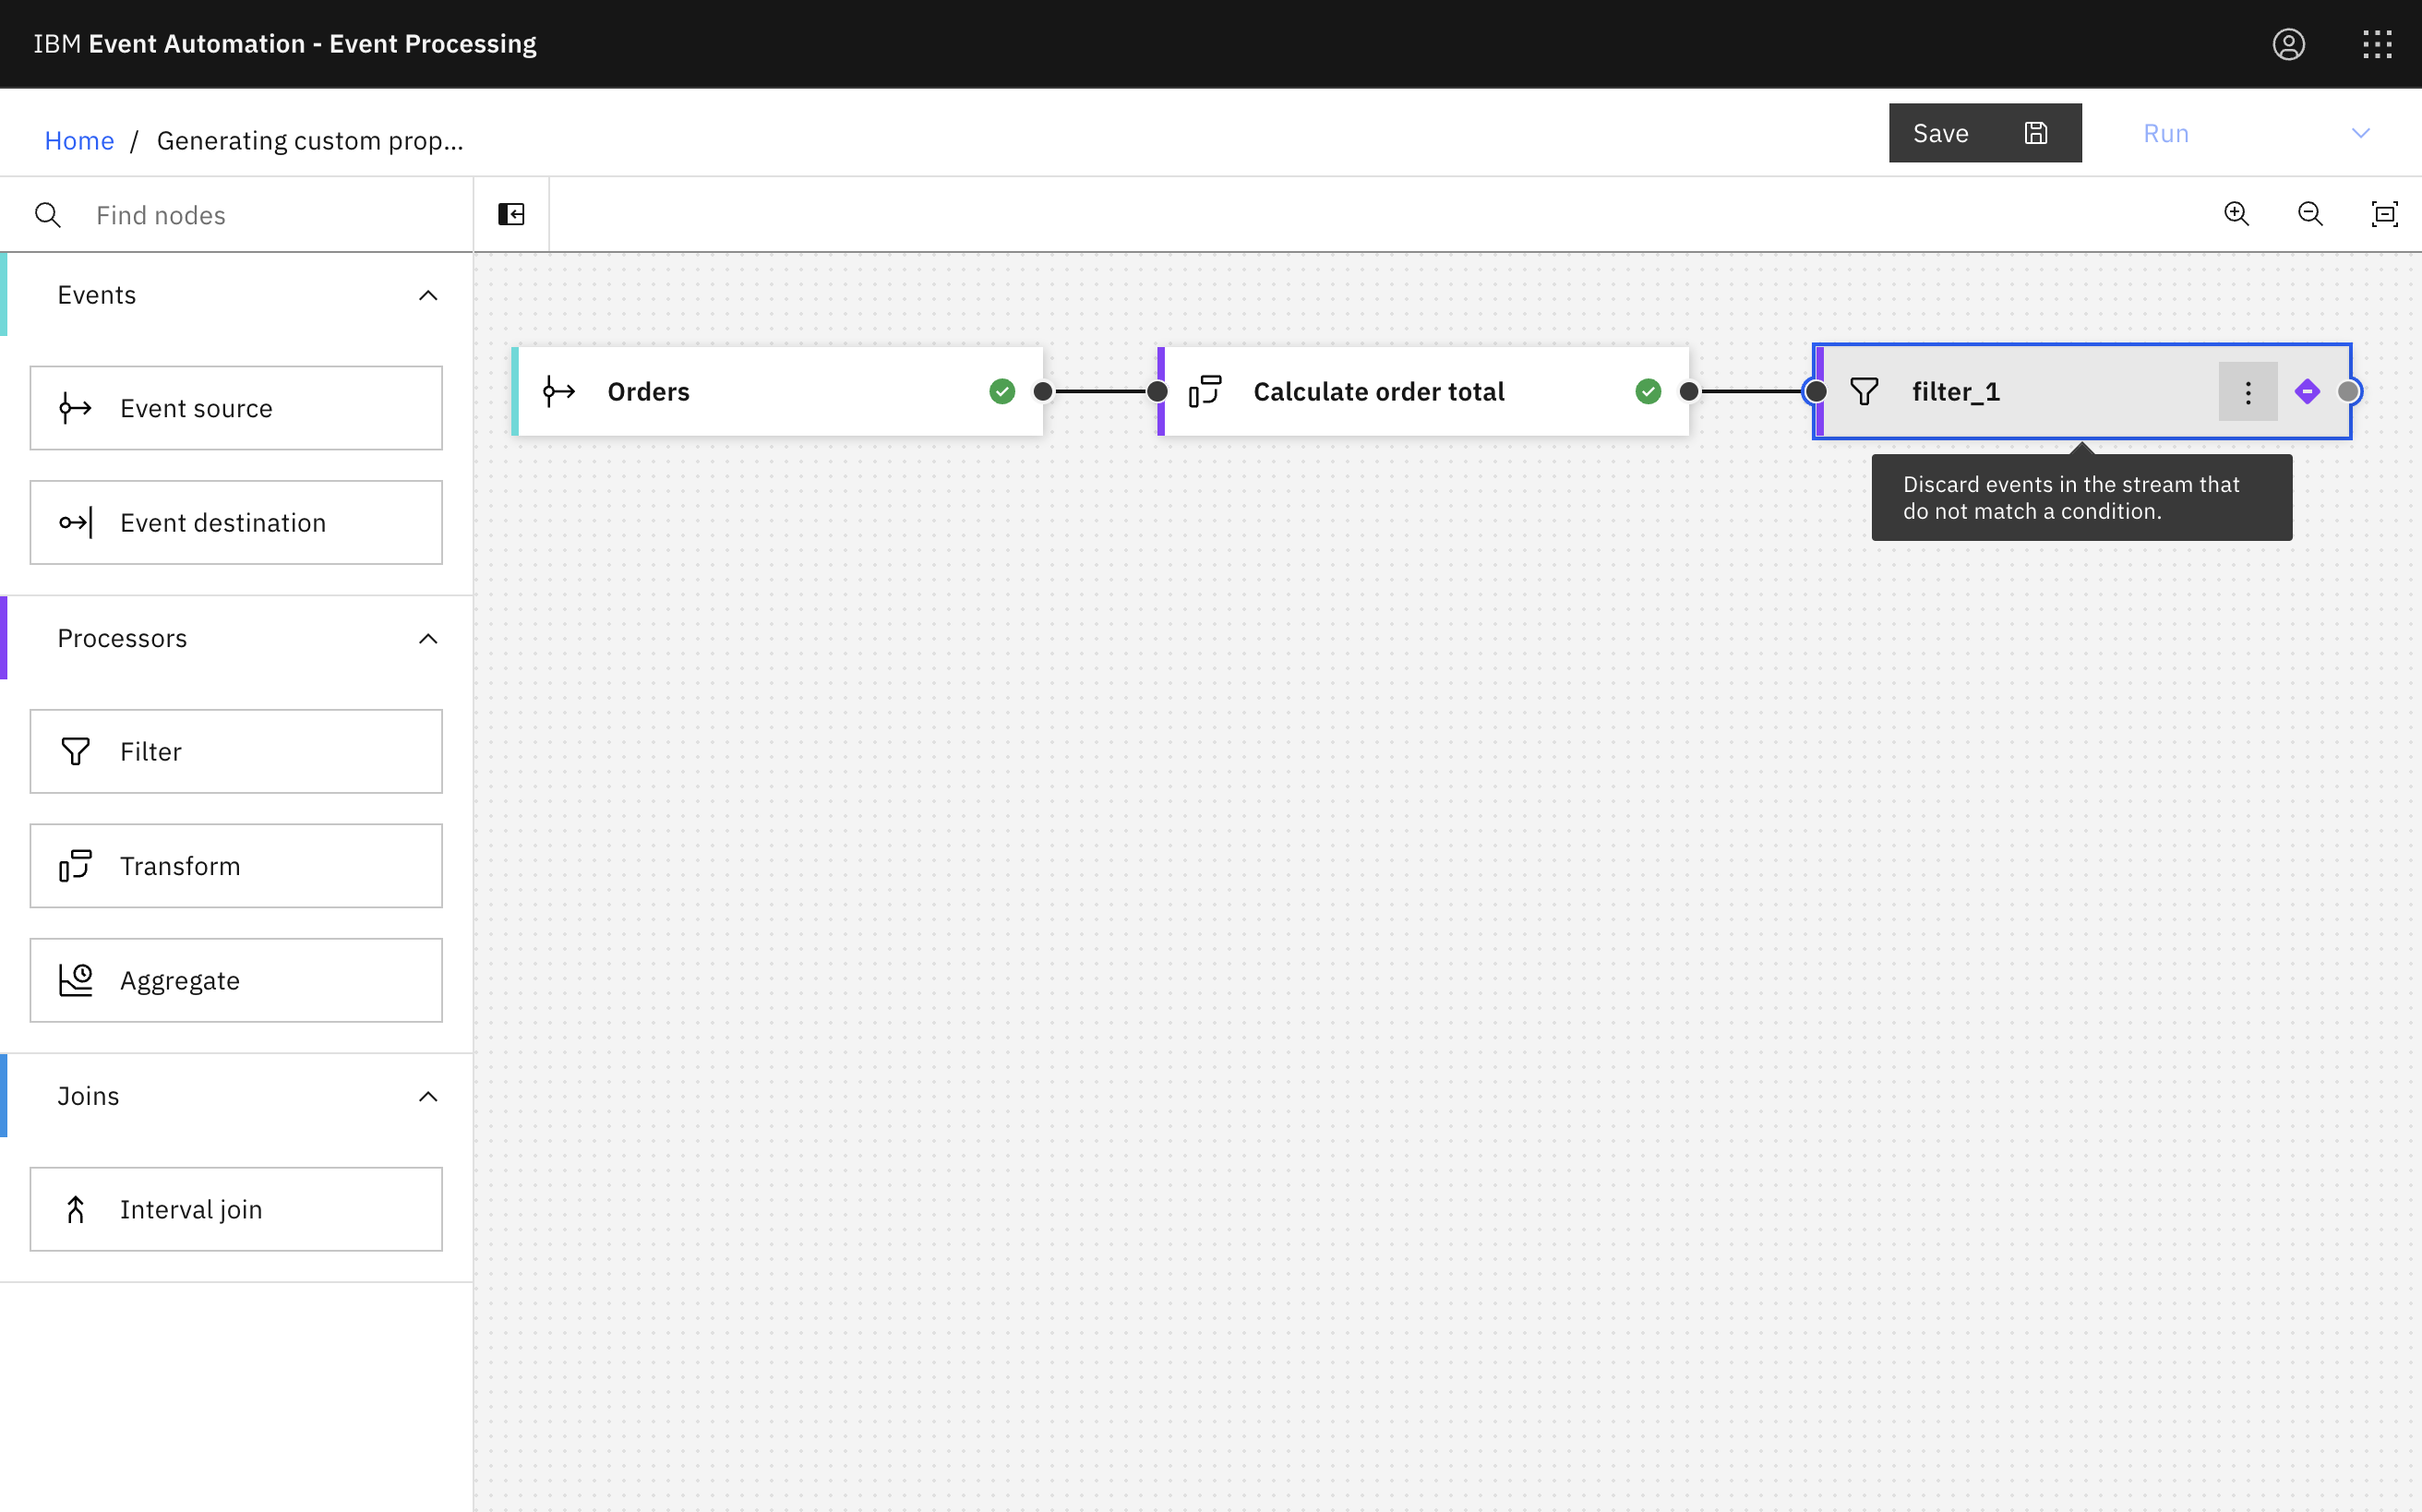 IBM Event Automation - Event Processing
Home / Generating custom prop...
Save
Run
Find nodes
Events
Event source
Event destination
Processors
Filter
Transform
Aggregate
Joins
Interval join
Orders
Calculate order total
filter_1
Discard events in the stream that
do not match a condition.